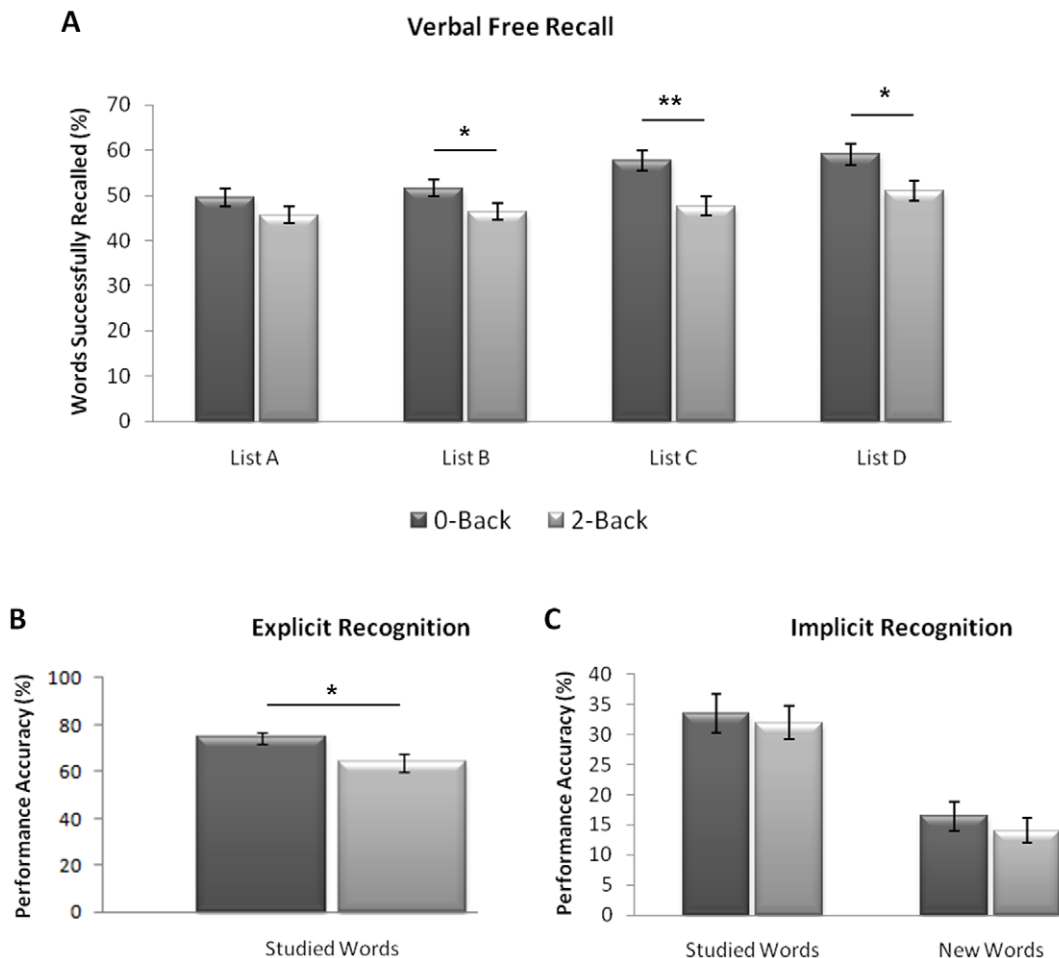 A
Verbal Free Recall
Words Successfully Recalled (%)
70
60
50
40
30
20
10
0
*
**
*
List A List B List C List D
0-Back 2-Back
B
Explicit Recognition
Performance Accuracy (%)
100
80
60
40
20
0
*
Studied Words
C
Implicit Recognition
Performance Accuracy (%)
40
35
30
25
20
15
10
5
0
Studied Words New Words